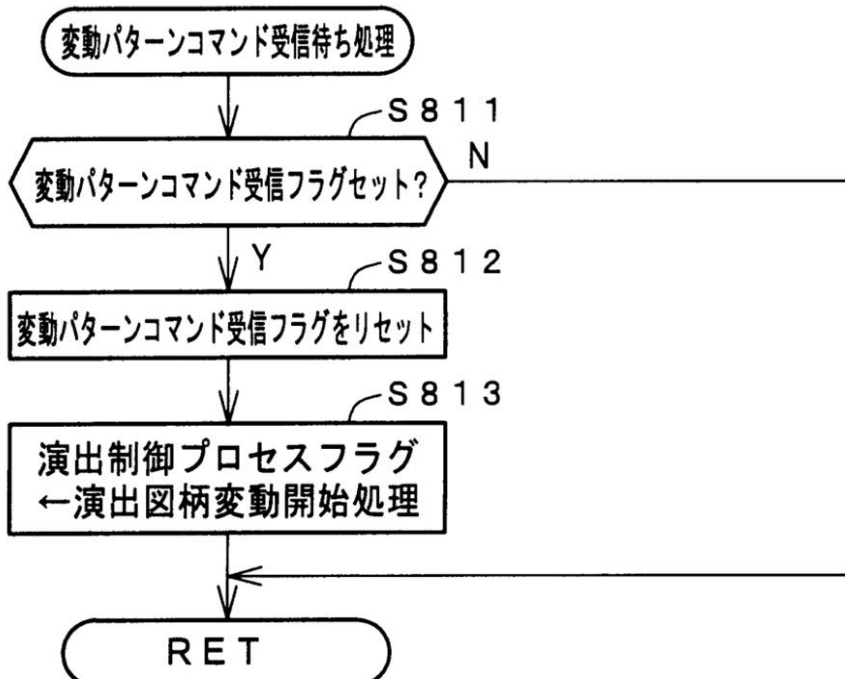 変動パターンコマンド受信待ち処理
S811
変動パターンコマンド受信フラグセット?
N
Y
S812
変動パターンコマンド受信フラグをリセット
S813
演出制御プロセスフラグ
←演出図柄変動開始処理
RET